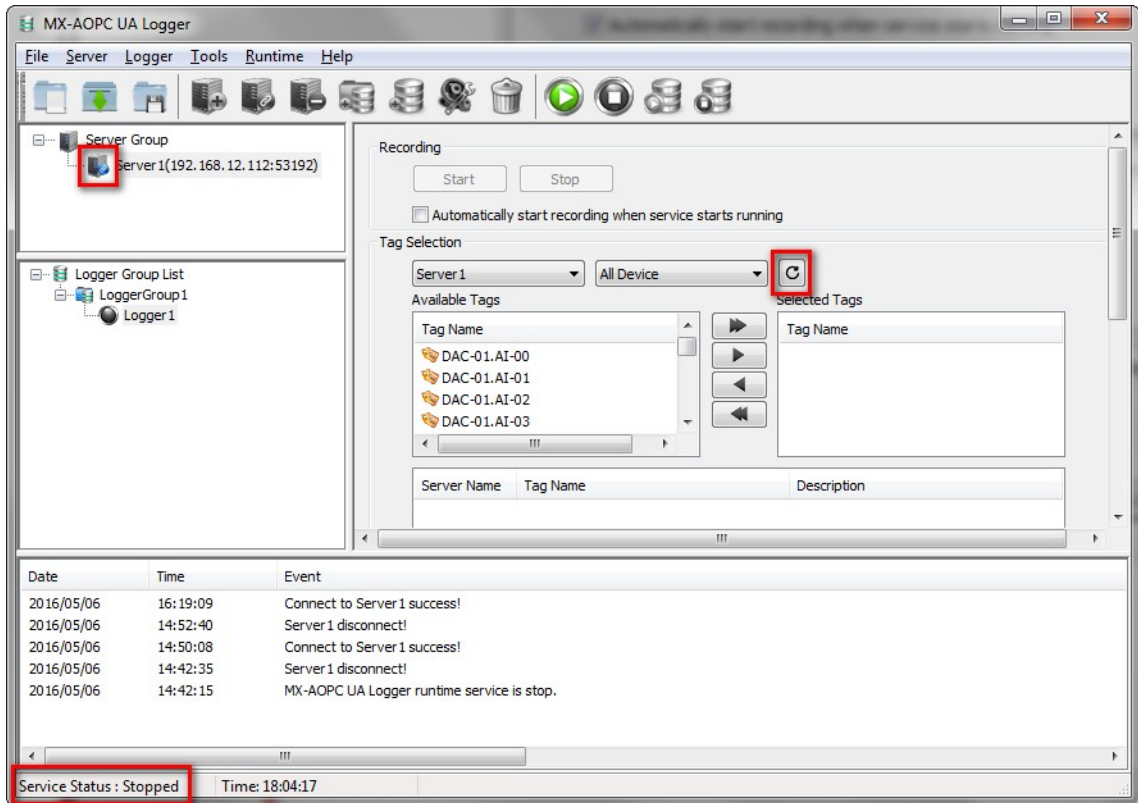 MX-AOPC UA Logger
File Server Logger Tools Runtime Help
Server Group
Server1(192.168.12.112:53192)
Logger Group List
LoggerGroup1
Logger1
Recording
Start Stop
Automatically start recording when service starts running
Tag Selection
Server1 All Device
Available Tags Selected Tags
Tag Name Tag Name
DAC-01.AI-00
DAC-01.AI-01
DAC-01.AI-02
DAC-01.AI-03
Server Name Tag Name Description
Date Time Event
2016/05/06 16:19:09 Connect to Server1 success!
2016/05/06 14:52:40 Server1 disconnect!
2016/05/06 14:50:08 Connect to Server1 success!
2016/05/06 14:42:35 Server1 disconnect!
2016/05/06 14:42:15 MX-AOPC UA Logger runtime service is stop.
Service Status : Stopped Time: 18:04:17